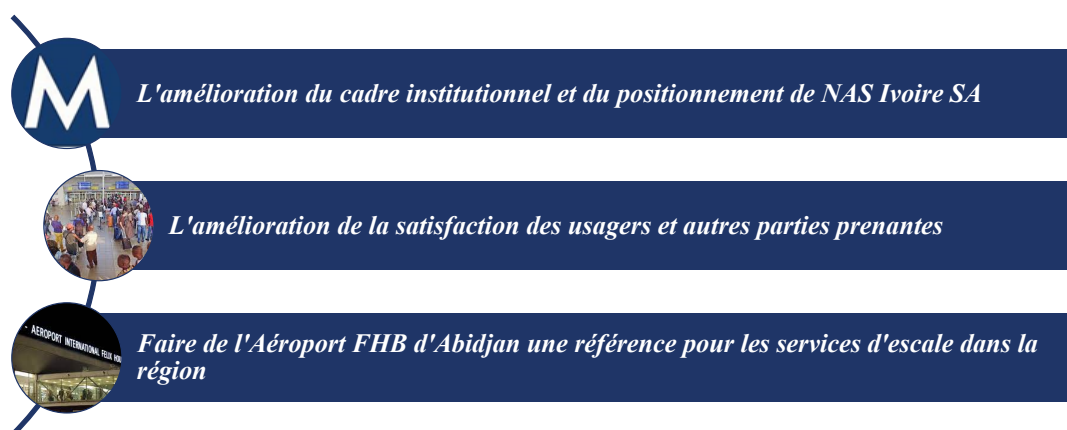 M
L'amélioration du cadre institutionnel et du positionnement de NAS Ivoire SA
L'amélioration de la satisfaction des usagers et autres parties prenantes
AEROPORT INTERNATIONAL FELIX
Faire de l'Aéroport FHB d'Abidjan une référence pour les services d'escale dans la
région